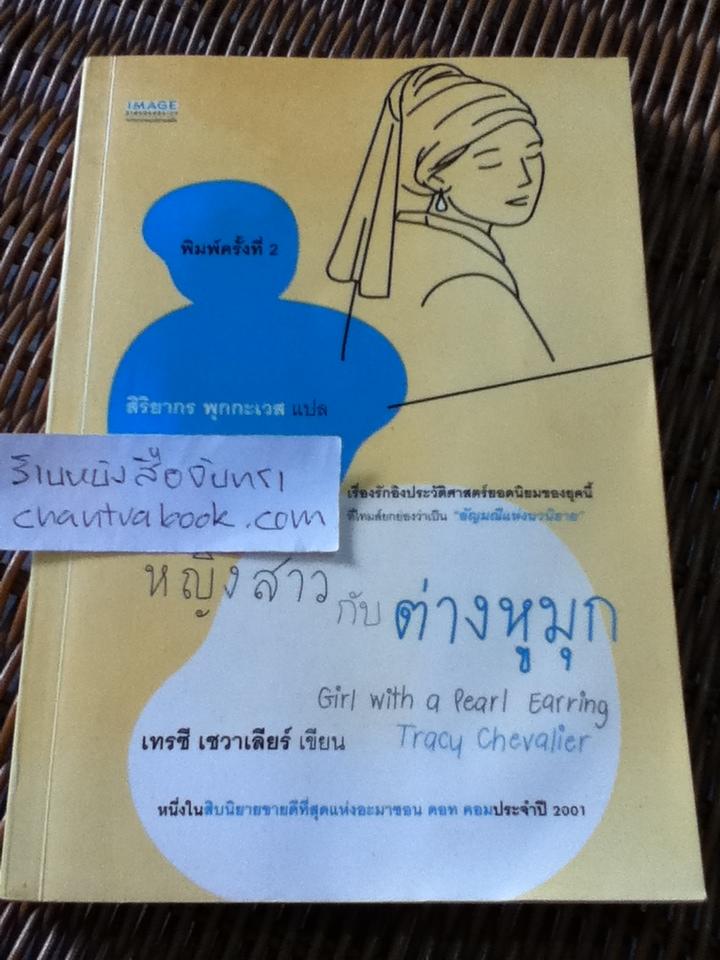 IMAGE
พิมพ์ครั้งที่ 2
สิริยากร พุกกะเวส แปล
ร้านหนังสือจันทรา
chantrabook.com
เรื่องรักอิงประวัติศาสตร์ยอดนิยมของยุคนี้
ที่ไทมส์ยกย่องว่าเป็น "อัญมณีแห่งนวนิยาย"
หญิงสาว กับ ต่างหูมุก
Girl with a Pearl Earring
Tracy Chevalier
เทรซี เชวาเลียร์ เขียน
หนึ่งในสิบนิยายขายดีที่สุดแห่งอะมาซอน ดอท คอมประจำปี 2001